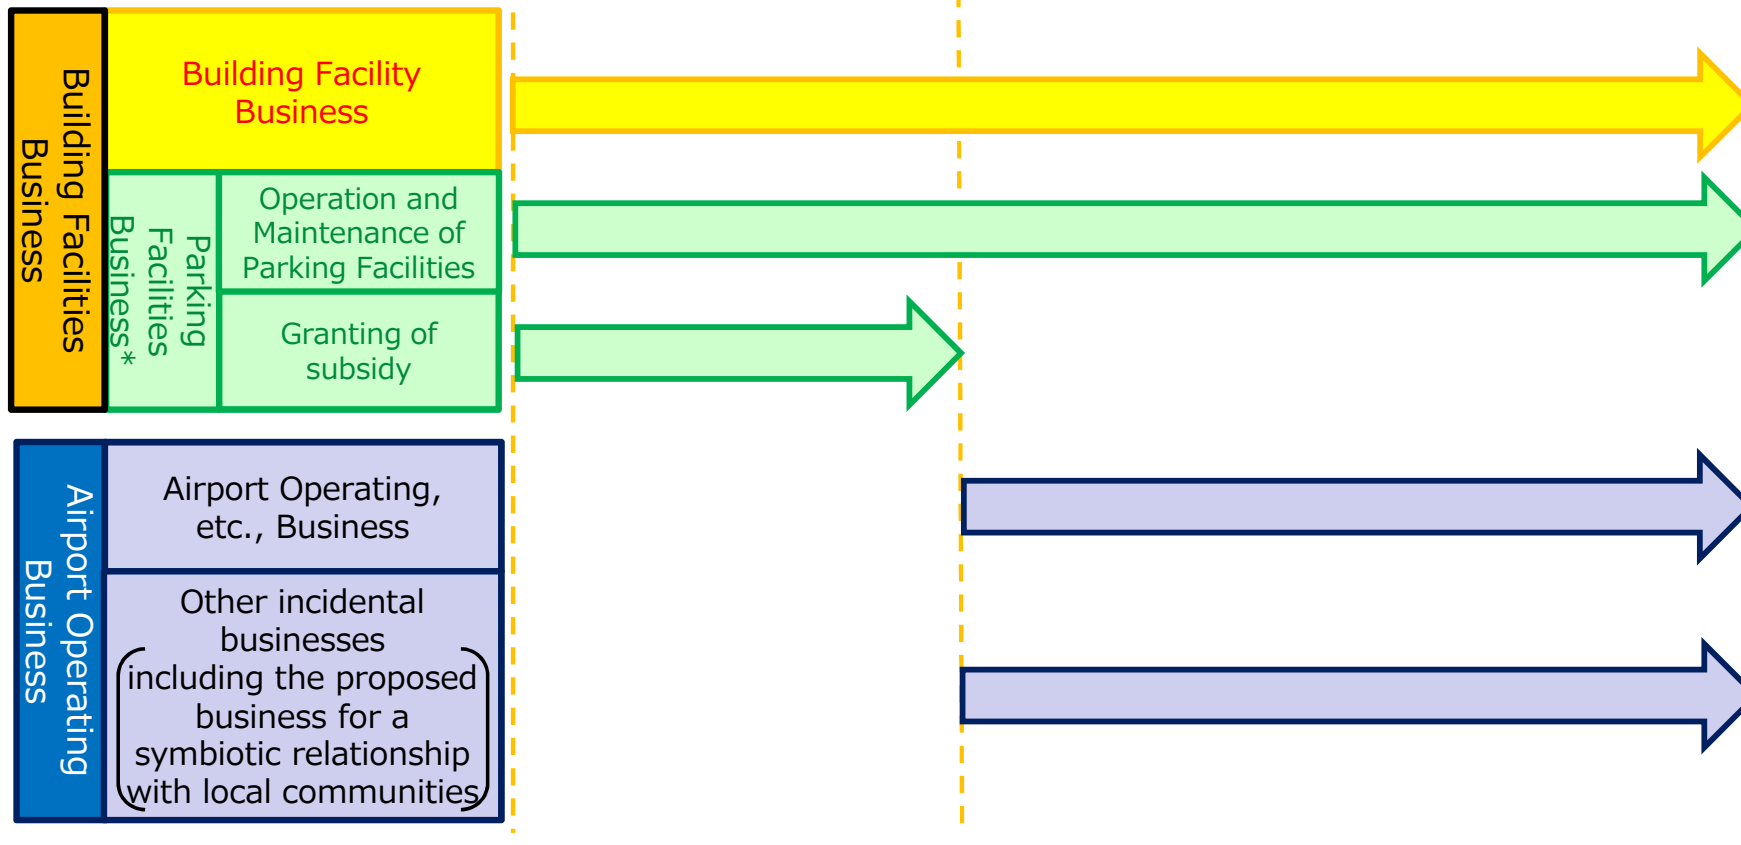 Building Facilities
Business
Building Facility
Business
Parking
Facilities
Business*
Operation and
Maintenance of
Parking Facilities
Granting of
subsidy
Airport Operating
Business
Airport Operating,
etc., Business
Other incidental
businesses
including the proposed
business for a
symbiotic relationship
with local communities